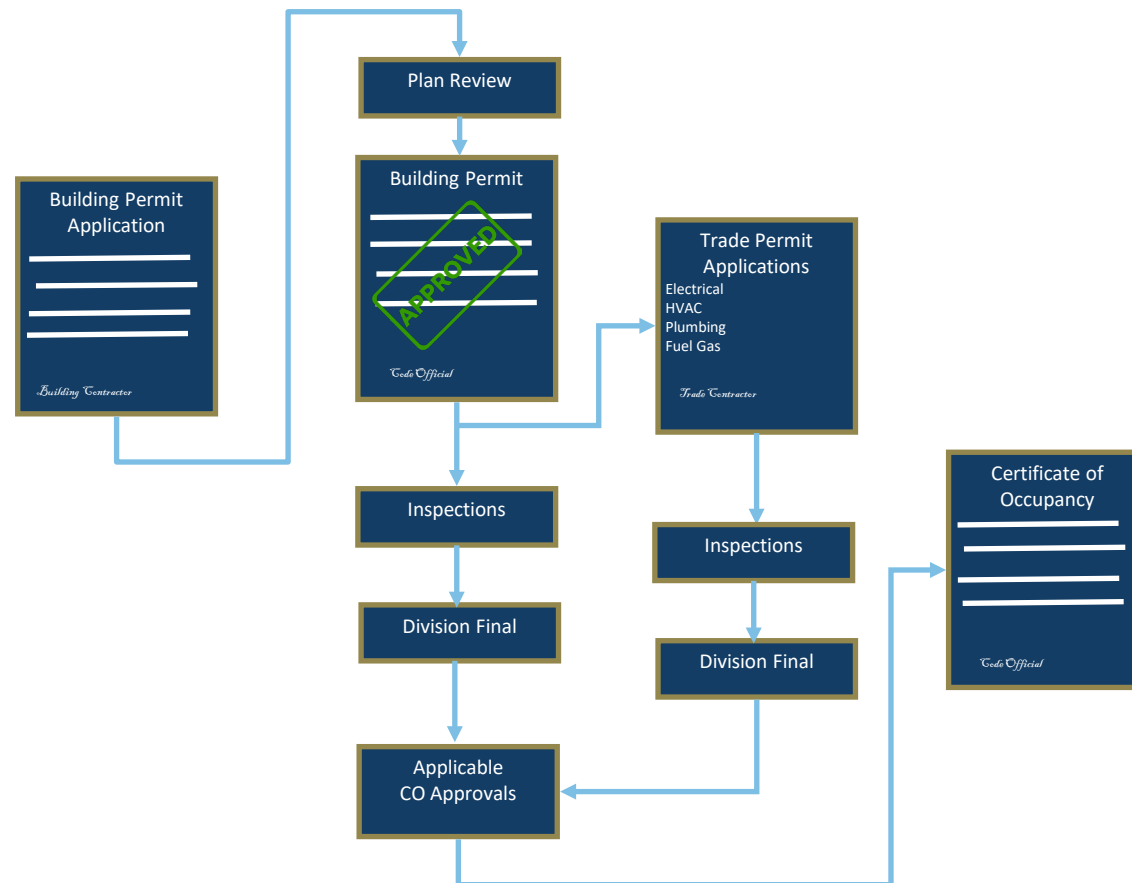 Plan Review
Building Permit
Application
Building Contractor
Building Permit
APPROVED
Code Official
Trade Permit
Applications
Electrical
HVAC
Plumbing
Fuel Gas
Trade Contractor
Inspections
Division Final
Inspections
Division Final
Applicable
CO Approvals
Certificate of
Occupancy
Code Official